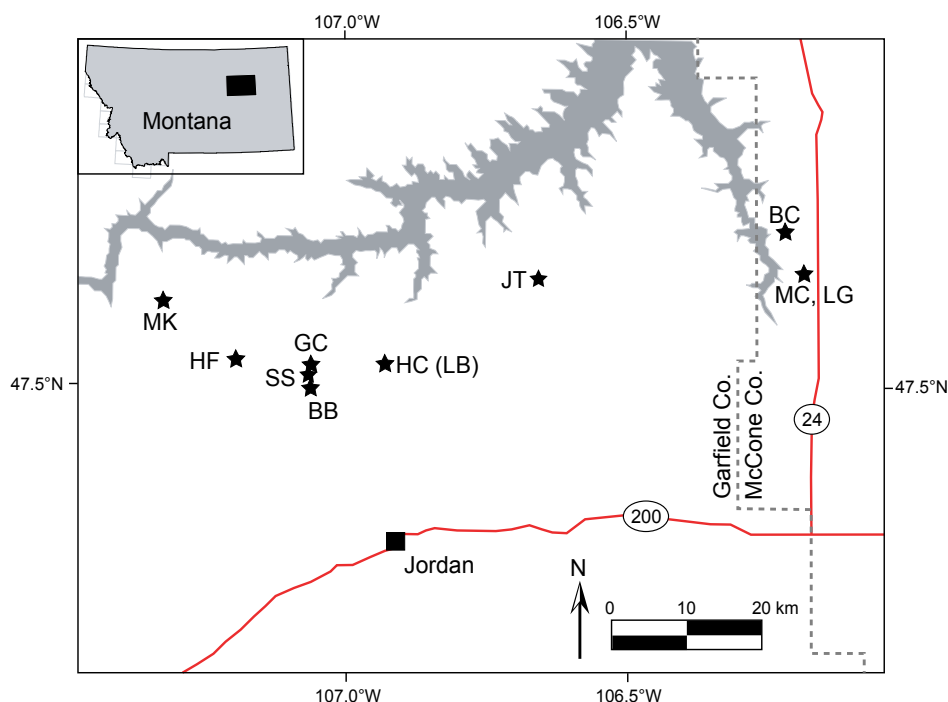 107.0°W
106.5°W
Montana
BC
JT
MC, LG
MK
GC
HF
HC (LB)
SS
47.5°N
47.5°N
BB
Garfield Co.
McCone Co.
24
200
Jordan
N
0 10 20 km
107.0°W
106.5°W